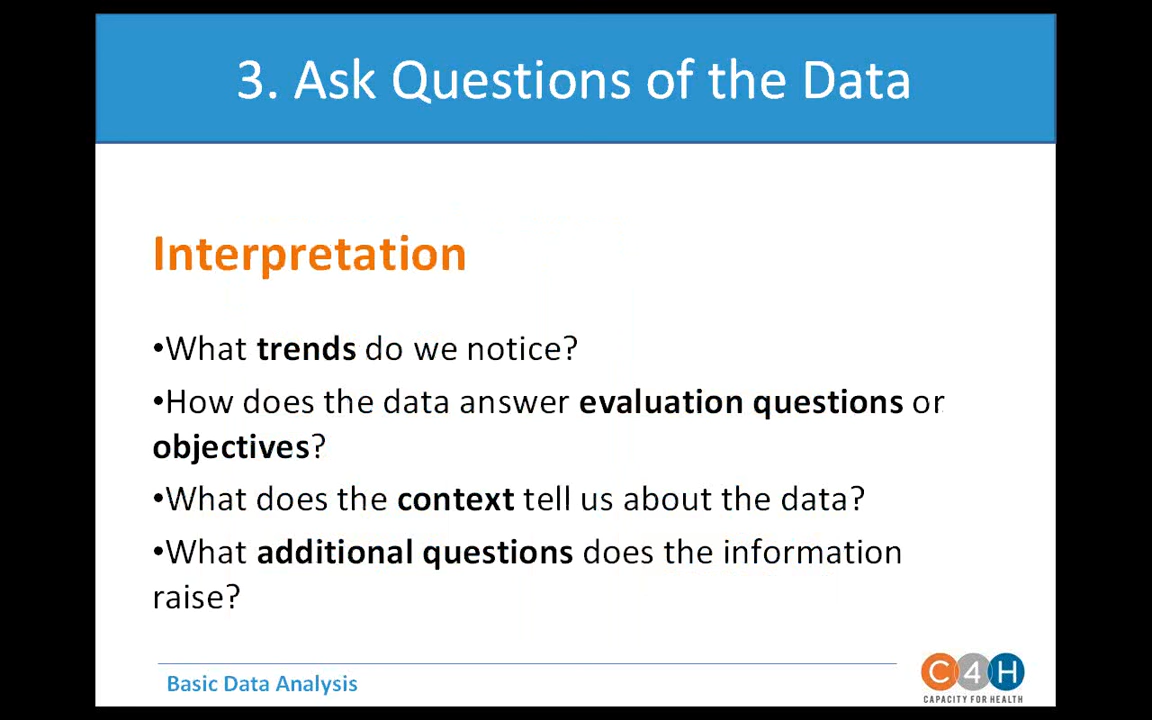 3. Ask Questions of the Data
Interpretation
•What trends do we notice?
•How does the data answer evaluation questions or
objectives?
•What does the context tell us about the data?
•What additional questions does the information
raise?
Basic Data Analysis
C4H
CAPACITY FOR HEALTH